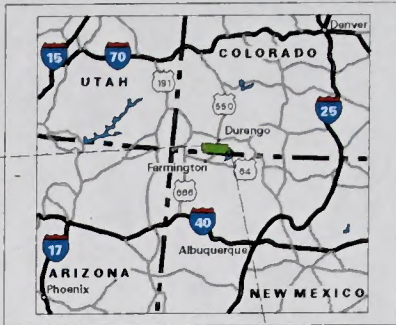 Denver
15
70
COLORADO
UTAH
191
550
25
Durango
Farmington
64
666
40
17
Albuquerque
ARIZONA
Phoenix
NEW MEXICO